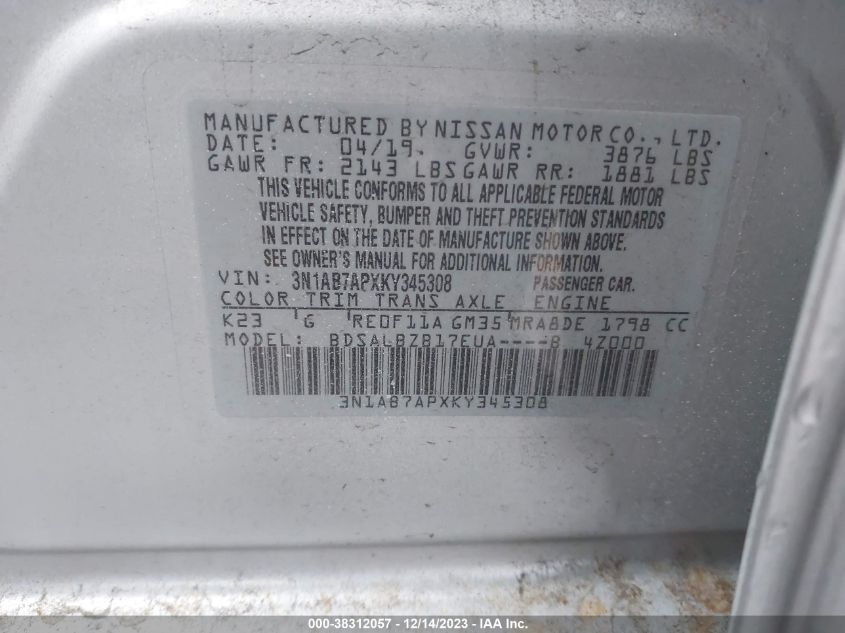 MANUFACTURED BY NISSAN MOTOR CO., LTD.
DATE: 04/19. GVWR: 3876 LBS
GAWR FR: 2143 LBS GAWR RR: 1881 LBS
THIS VEHICLE CONFORMS TO ALL APPLICABLE FEDERAL MOTOR
VEHICLE SAFETY, BUMPER AND THEFT PREVENTION STANDARDS
IN EFFECT ON THE DATE OF MANUFACTURE SHOWN ABOVE.
SEE OWNER'S MANUAL FOR ADDITIONAL INFORMATION.
VIN: 3N1AB7APXKY345308 PASSENGER CAR.
COLOR TRIM TRANS AXLE ENGINE
K23 G RE0F11A GM35 MRA8DE 1798 CC
MODEL: BDSALBZB17EUA----B 4Z000
3N1AB7APXKY345308
000-38312057 - 12/14/2023 - IAA Inc.